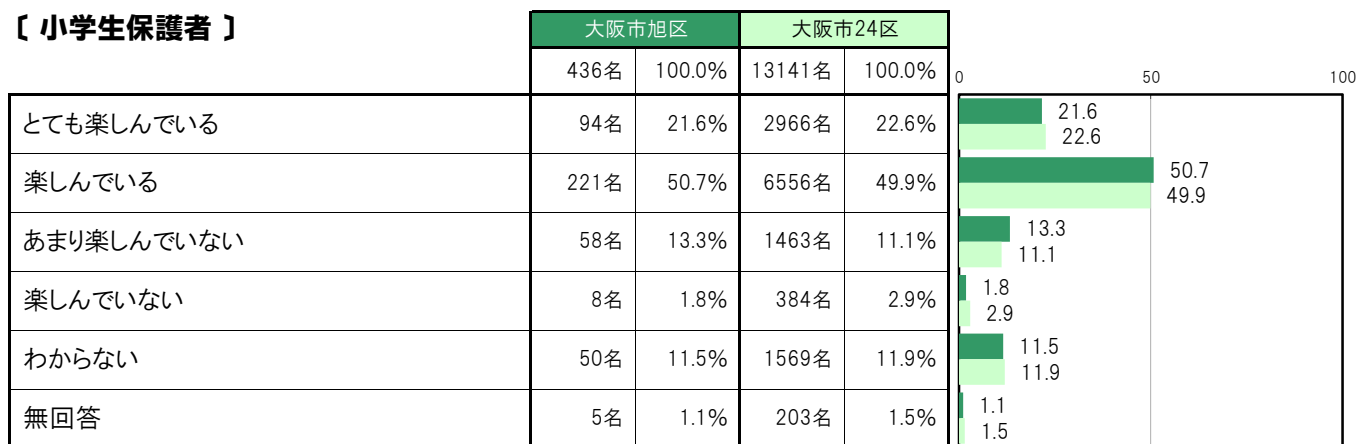 〔 小学生保護者 〕
大阪市旭区 大阪市24区
436名 100.0% 13141名 100.0%
0 50 100
とても楽しんでいる 94名 21.6% 2966名 22.6%
21.6
22.6
楽しんでいる 221名 50.7% 6556名 49.9%
50.7
49.9
あまり楽しんでいない 58名 13.3% 1463名 11.1%
13.3
11.1
楽しんでいない 8名 1.8% 384名 2.9%
1.8
2.9
わからない 50名 11.5% 1569名 11.9%
11.5
11.9
無回答 5名 1.1% 203名 1.5%
1.1
1.5